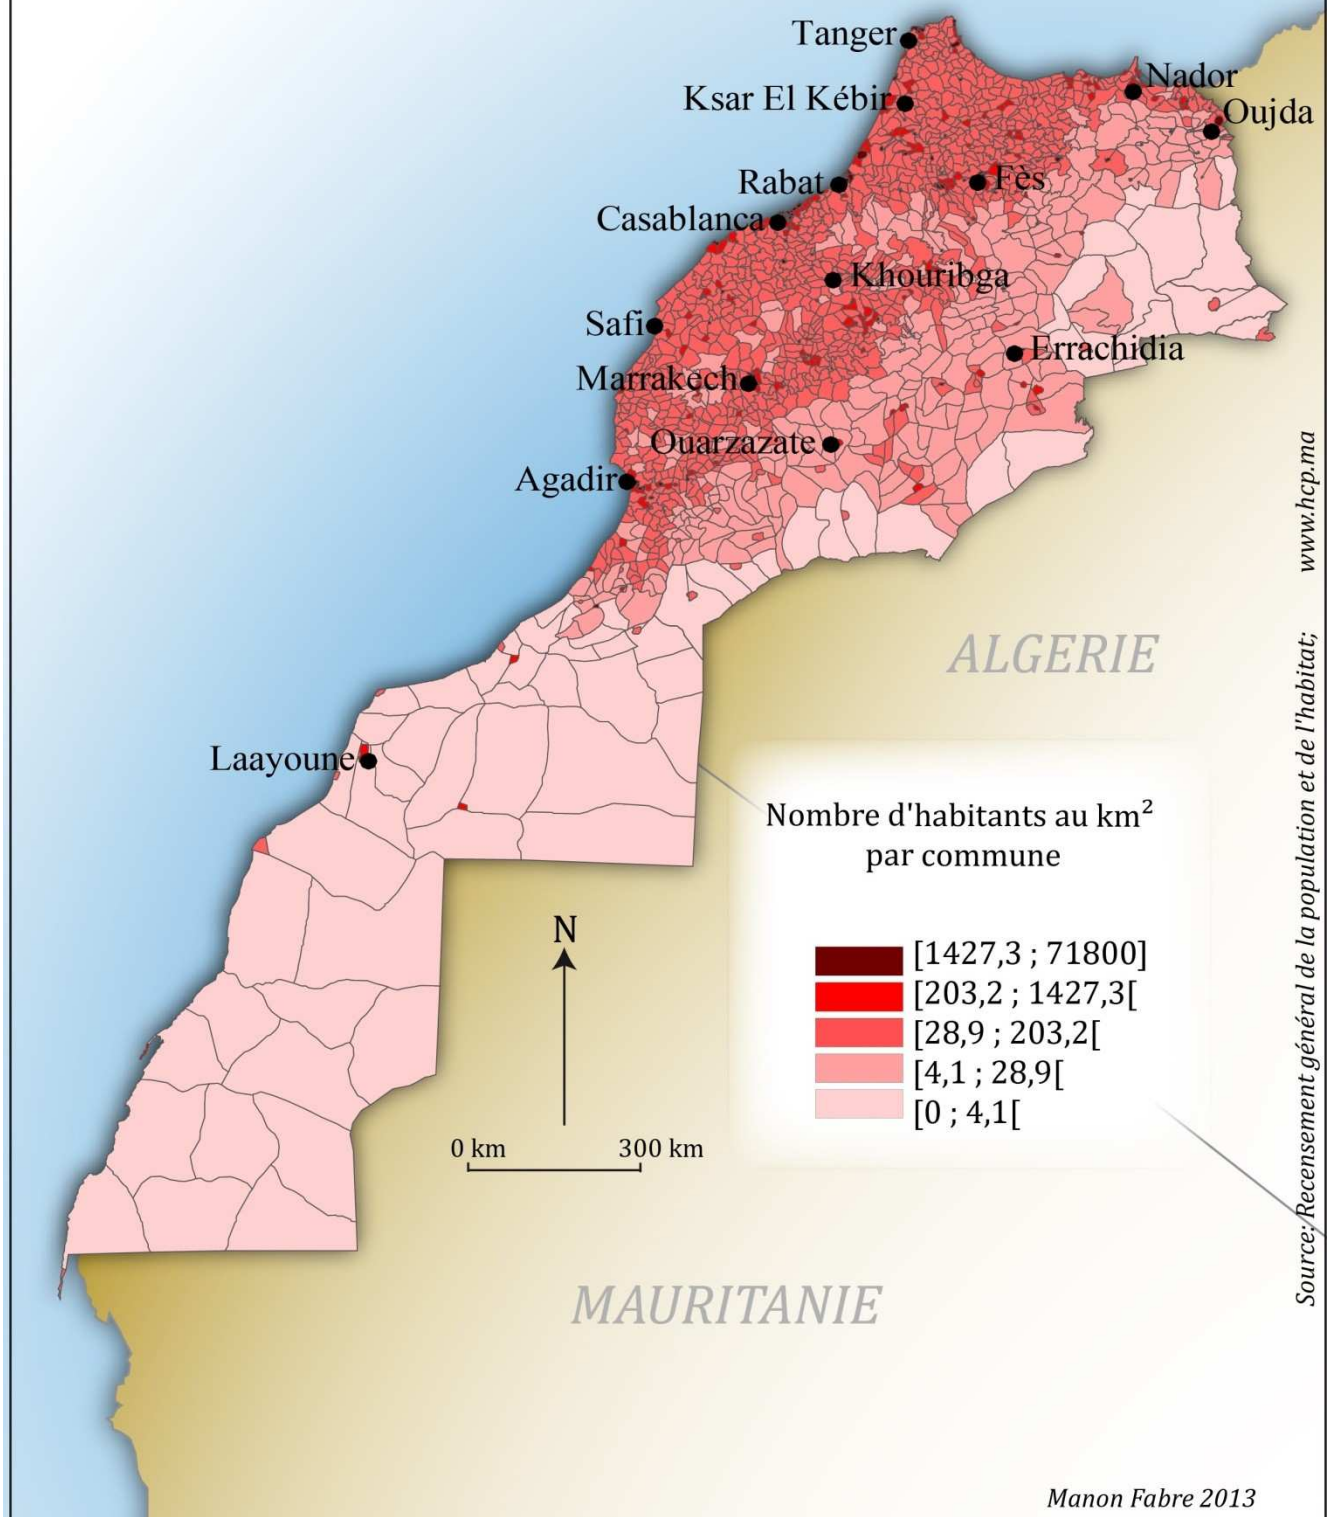 Tanger
Nador
Ksar El Kébir
Oujda
Rabat
Fès
Casablanca
Khouribga
Safi
Errachidia
Marrakech
Ouarzazate
Agadir
ALGERIE
Laayoune
Nombre d'habitants au km²
par commune
[1427,3 ; 71800]
[203,2 ; 1427,3[
[28,9 ; 203,2[
[4,1 ; 28,9[
[0 ; 4,1[
N
0 km 300 km
MAURITANIE
Source: Recensement général de la population et de l'habitat; www.hcp.ma
Manon Fabre 2013